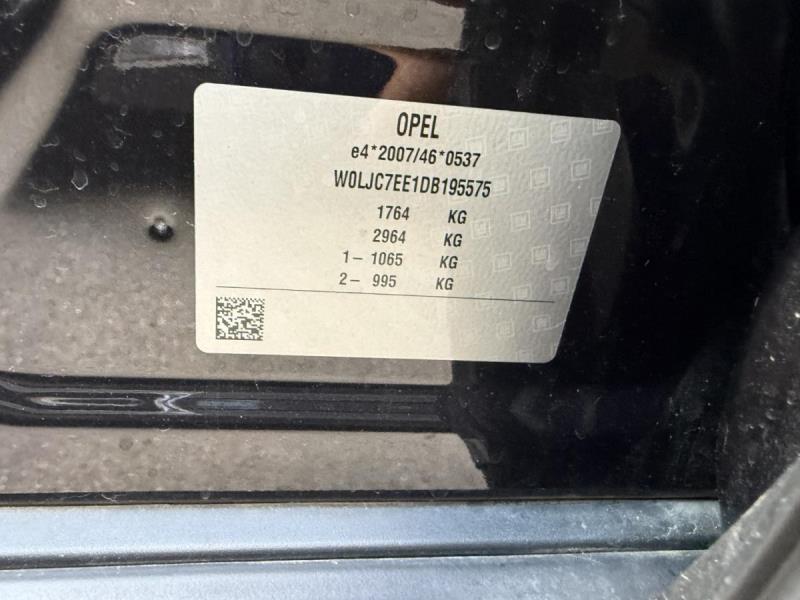 OPEL
e4*2007/46*0537
W0LJC7EE1DB195575
1764 KG
2964 KG
1- 1065 KG
2- 995 KG